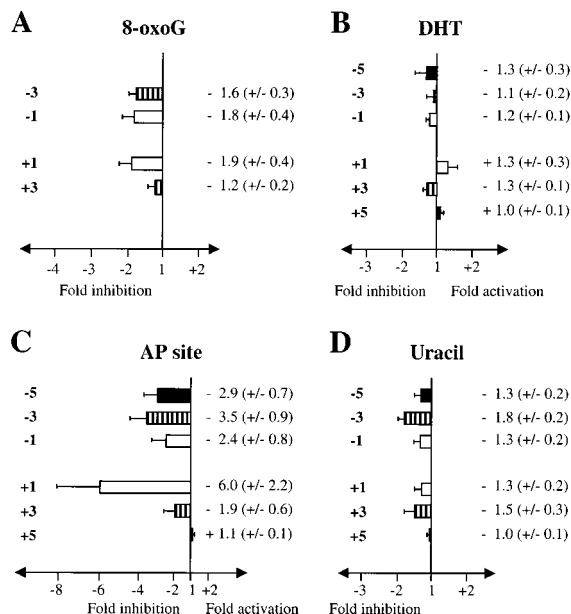 A 8-oxoG
-3 - 1.6 (+/- 0.3)
-1 - 1.8 (+/- 0.4)
+1 - 1.9 (+/- 0.4)
+3 - 1.2 (+/- 0.2)
-4 -3 -2 1 +2
Fold inhibition
B DHT
-5 - 1.3 (+/- 0.3)
-3 - 1.1 (+/- 0.2)
-1 - 1.2 (+/- 0.1)
+1 + 1.3 (+/- 0.3)
+3 - 1.3 (+/- 0.1)
+5 + 1.0 (+/- 0.1)
-3 -2 1 +2
Fold inhibition Fold activation
C AP site
-5 - 2.9 (+/- 0.7)
-3 - 3.5 (+/- 0.9)
-1 - 2.4 (+/- 0.8)
+1 - 6.0 (+/- 2.2)
+3 - 1.9 (+/- 0.6)
+5 + 1.1 (+/- 0.1)
-8 -6 -4 -2 1 +2
Fold inhibition Fold activation
D Uracil
-5 - 1.3 (+/- 0.2)
-3 - 1.8 (+/- 0.2)
-1 - 1.3 (+/- 0.2)
+1 - 1.3 (+/- 0.2)
+3 - 1.5 (+/- 0.3)
+5 - 1.0 (+/- 0.1)
-3 -2 1 +2
Fold inhibition